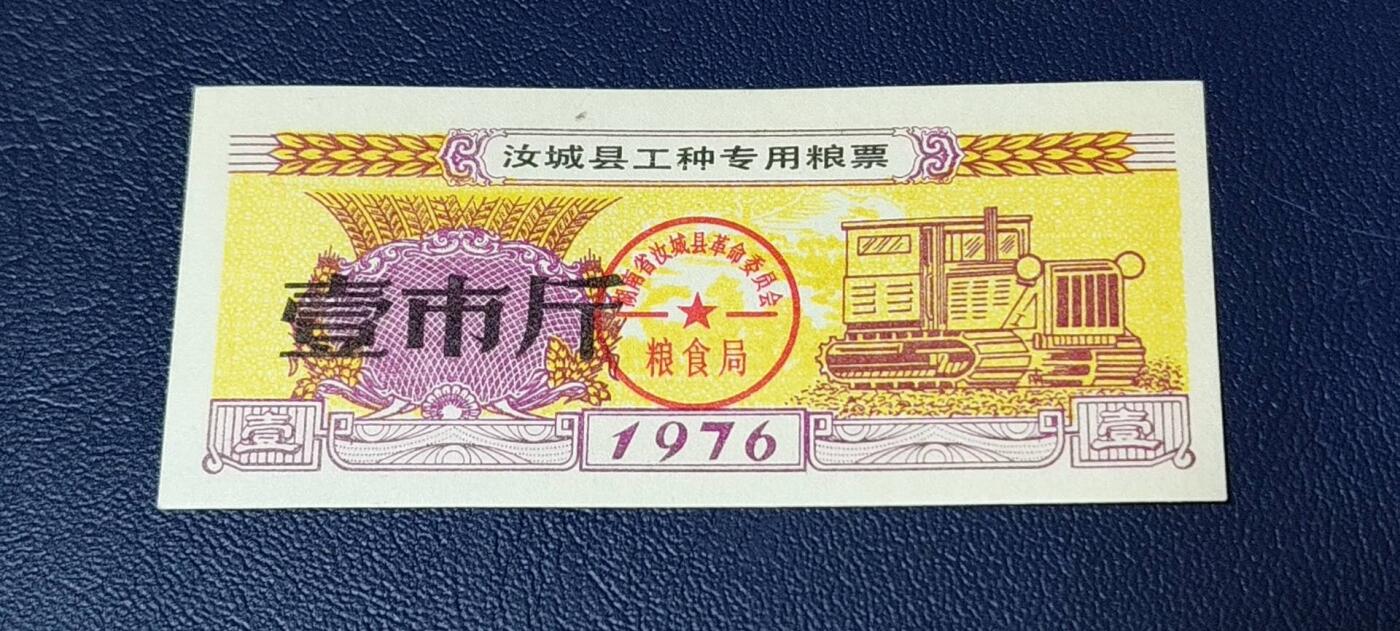 汝城县工种专用粮票
壹市斤
湖南省汝城县革命委员会
粮食局
壹
1976
壹